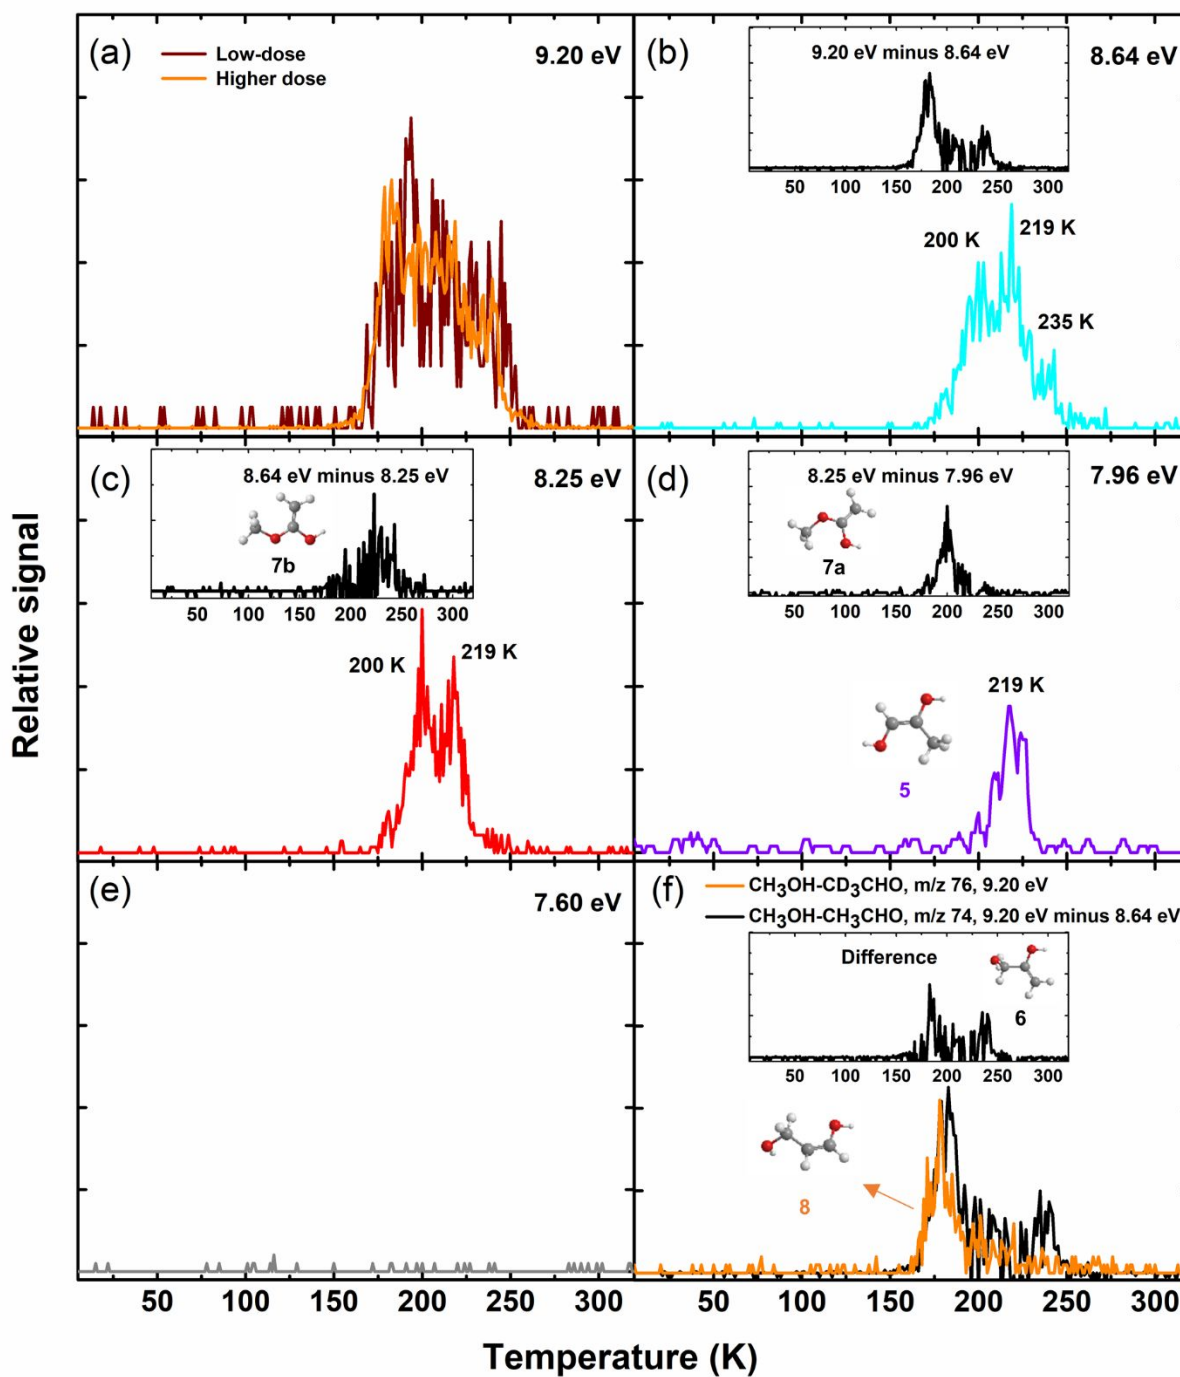 (a)
Low-dose
Higher dose
9.20 eV
(b)
8.64 eV
9.20 eV minus 8.64 eV
50 100 150 200 250 300
200 K
219 K
235 K
(c)
8.25 eV
8.64 eV minus 8.25 eV
7b
50 100 150 200 250 300
200 K
219 K
(d)
7.96 eV
8.25 eV minus 7.96 eV
7a
50 100 150 200 250 300
219 K
5
Relative signal
(e)
7.60 eV
(f)
CH₃OH-CD₃CHO, m/z 76, 9.20 eV
CH₃OH-CH₃CHO, m/z 74, 9.20 eV minus 8.64 eV
Difference
6
50 100 150 200 250 300
8
50 100 150 200 250 300
50 100 150 200 250 300
Temperature (K)